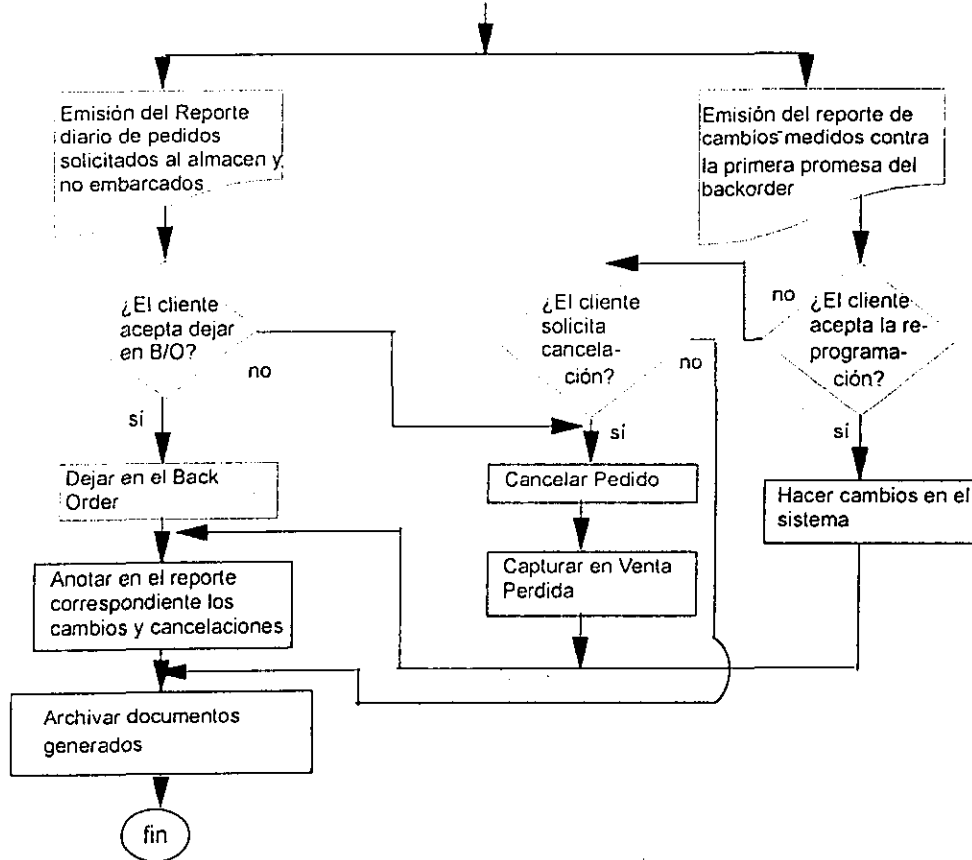 Emisión del Reporte
diario de pedidos
solicitados al almacen y
no embarcados
Emisión del reporte de
cambios medidos contra
la primera promesa del
backorder
¿El cliente
acepta dejar
en B/O?
no
sí
¿El cliente
solicita
cancela-
ción?
no
sí
no
¿El cliente
acepta la re-
programa-
ción?
sí
Dejar en el Back
Order
Cancelar Pedido
Hacer cambios en el
sistema
Capturar en Venta
Perdida
Anotar en el reporte
correspondiente los
cambios y cancelaciones
Archivar documentos
generados
fin